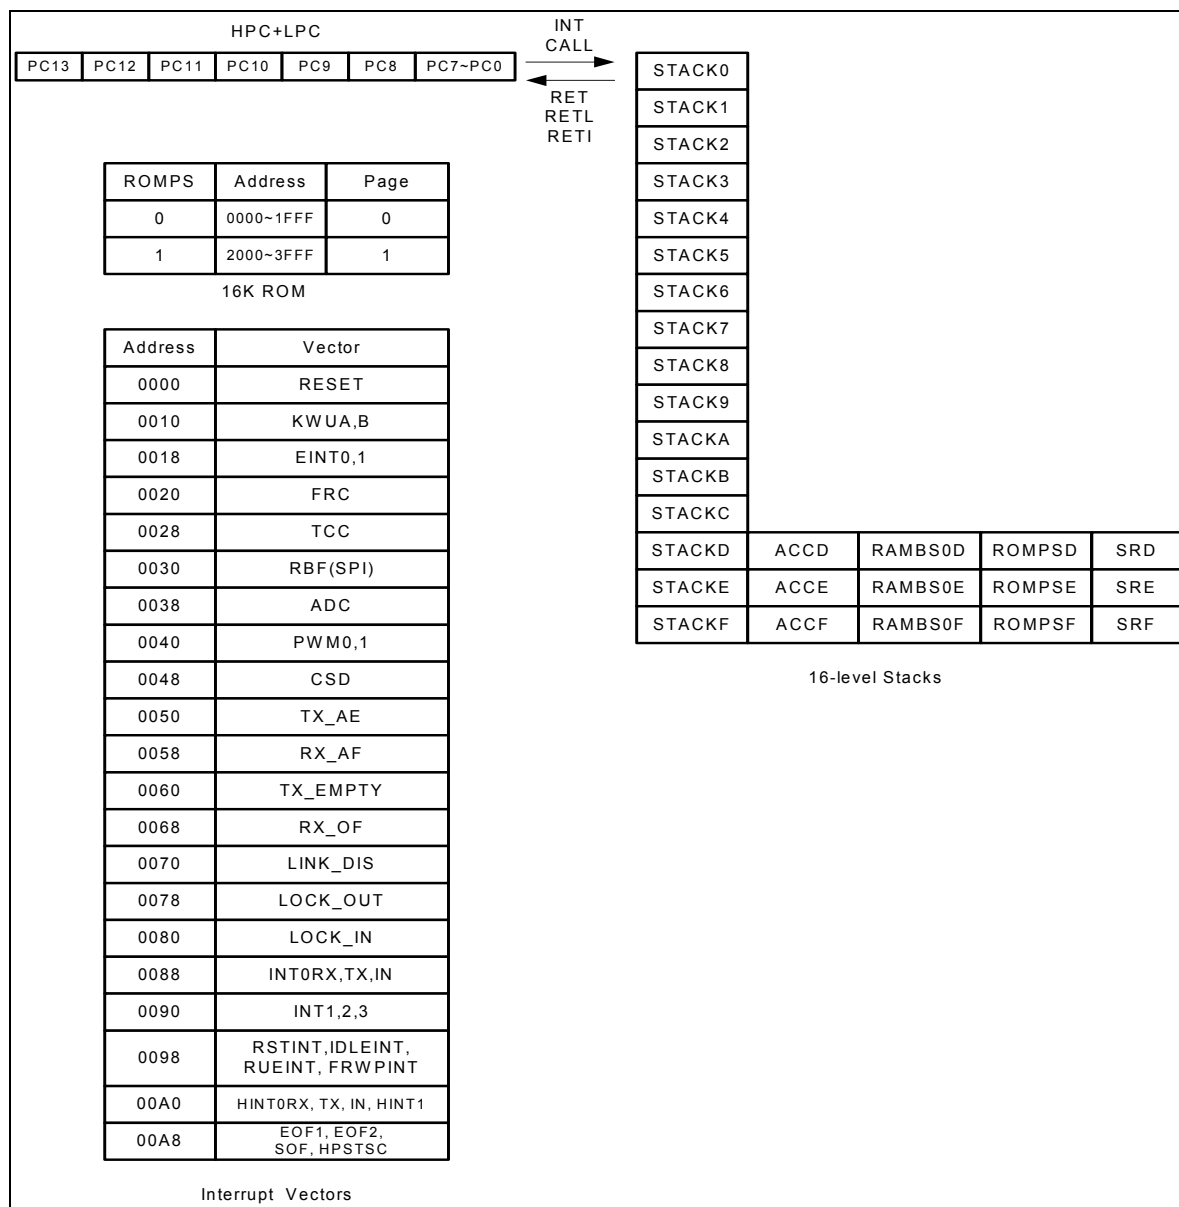 HPC+LPC
PC13 PC12 PC11 PC10 PC9 PC8 PC7~PC0
INT
CALL
RET
RETL
RETI
ROMPS Address Page
0 0000~1FFF 0
1 2000~3FFF 1
16K ROM
Address Vector
0000 RESET
0010 KWUA,B
0018 EINT0,1
0020 FRC
0028 TCC
0030 RBF(SPI)
0038 ADC
0040 PWM0,1
0048 CSD
0050 TX_AE
0058 RX_AF
0060 TX_EMPTY
0068 RX_OF
0070 LINK_DIS
0078 LOCK_OUT
0080 LOCK_IN
0088 INT0RX,TX,IN
0090 INT1,2,3
0098 RSTINT,IDLEINT,
RUEINT, FRWPINT
00A0 HINT0RX, TX, IN, HINT1
00A8 EOF1, EOF2,
SOF, HPSTSC
Interrupt Vectors
STACK0
STACK1
STACK2
STACK3
STACK4
STACK5
STACK6
STACK7
STACK8
STACK9
STACKA
STACKB
STACKC
STACKD ACCD RAMBS0D ROMPSD SRD
STACKE ACCE RAMBS0E ROMPSE SRE
STACKF ACCF RAMBS0F ROMPSF SRF
16-level Stacks